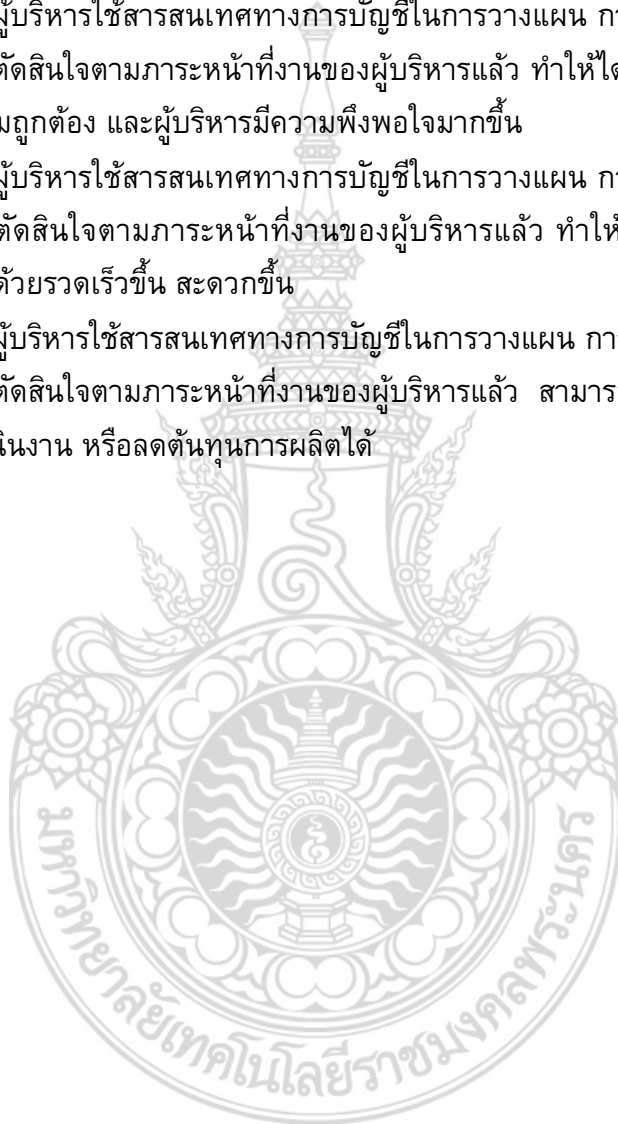 ผู้บริหารใช้สารสนเทศทางการบัญชีในการวางแผน กา
ตัดสินใจตามภาระหน้าที่งานของผู้บริหารแล้ว ทำให้ได
มถูกต้อง และผู้บริหารมีความพึงพอใจมากขึ้น
ผู้บริหารใช้สารสนเทศทางการบัญชีในการวางแผน กา
ตัดสินใจตามภาระหน้าที่งานของผู้บริหารแล้ว ทำให้
ด้วยรวดเร็วขึ้น สะดวกขึ้น
ผู้บริหารใช้สารสนเทศทางการบัญชีในการวางแผน กา
ตัดสินใจตามภาระหน้าที่งานของผู้บริหารแล้ว สามาร
นินงาน หรือลดต้นทุนการผลิตได้
มหาวิทยาลัยเทคโนโลยีราชมงคลพระนคร